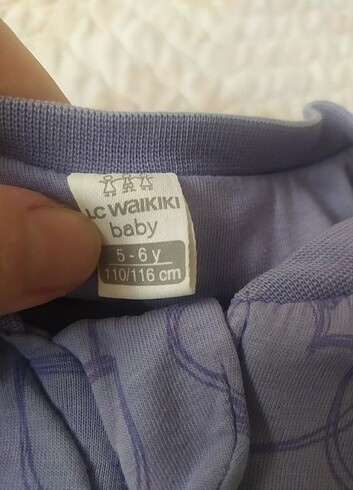 LC WAIKIKI
baby
5 - 6 y
110/116 cm